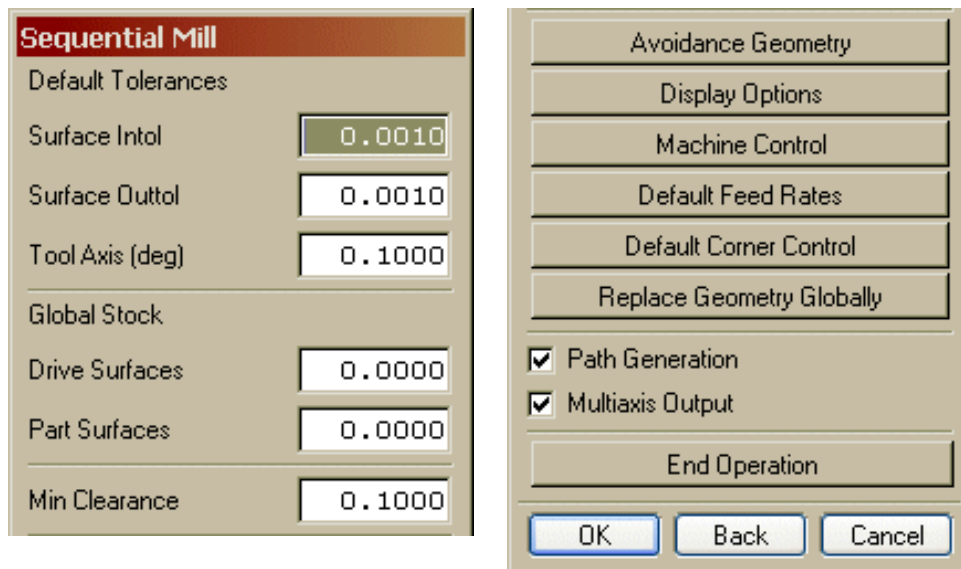 Sequential Mill
Default Tolerances
Surface Intol 0.0010
Surface Outtol 0.0010
Tool Axis (deg) 0.1000
Global Stock
Drive Surfaces 0.0000
Part Surfaces 0.0000
Min Clearance 0.1000
Avoidance Geometry
Display Options
Machine Control
Default Feed Rates
Default Corner Control
Replace Geometry Globally
Path Generation
Multiaxis Output
End Operation
OK Back Cancel